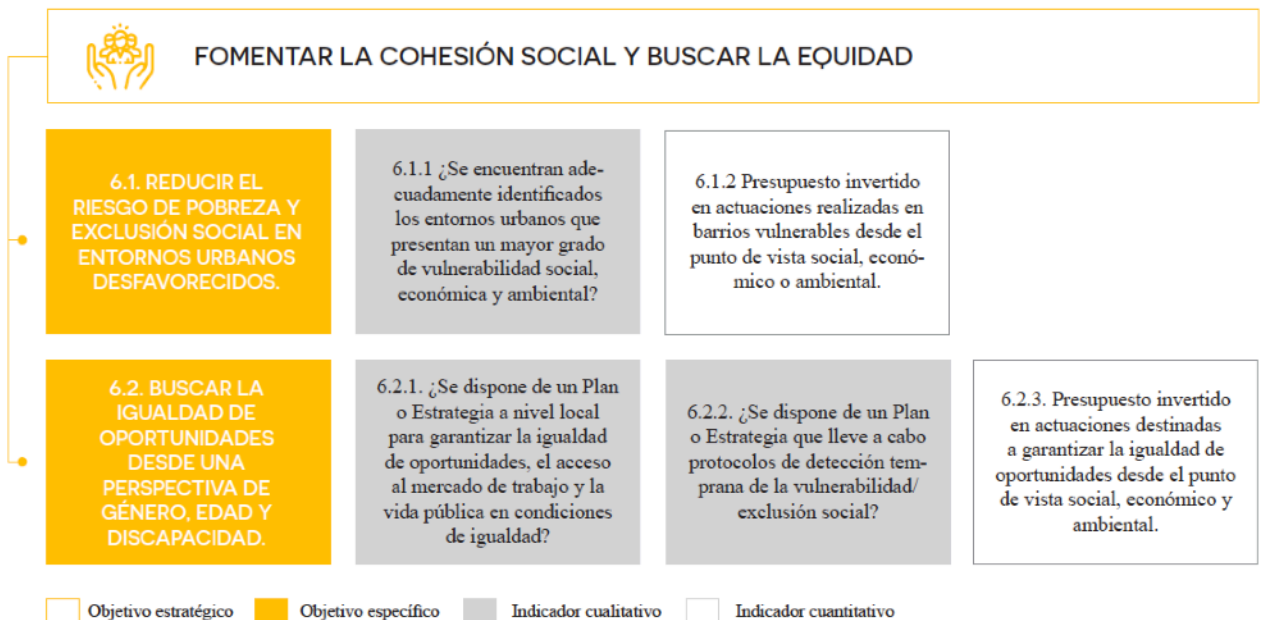 FOMENTAR LA COHESIÓN SOCIAL Y BUSCAR LA EQUIDAD
6.1. REDUCIR EL
RIESGO DE POBREZA Y
EXCLUSIÓN SOCIAL EN
ENTORNOS URBANOS
DESFAVORECIDOS.
6.1.1 ¿Se encuentran ade-
cuadamente identificados
los entornos urbanos que
presentan un mayor grado
de vulnerabilidad social,
económica y ambiental?
6.1.2 Presupuesto invertido
en actuaciones realizadas en
barrios vulnerables desde el
punto de vista social, econó-
mico o ambiental.
6.2. BUSCAR LA
IGUALDAD DE
OPORTUNIDADES
DESDE UNA
PERSPECTIVA DE
GÉNERO, EDAD Y
DISCAPACIDAD.
6.2.1. ¿Se dispone de un Plan
o Estrategia a nivel local
para garantizar la igualdad
de oportunidades, el acceso
al mercado de trabajo y la
vida pública en condiciones
de igualdad?
6.2.2. ¿Se dispone de un Plan
o Estrategia que lleve a cabo
protocolos de detección tem-
prana de la vulnerabilidad/
exclusión social?
6.2.3. Presupuesto invertido
en actuaciones destinadas
a garantizar la igualdad de
oportunidades desde el punto
de vista social, económico y
ambiental.
Objetivo estratégico
Objetivo específico
Indicador cualitativo
Indicador cuantitativo